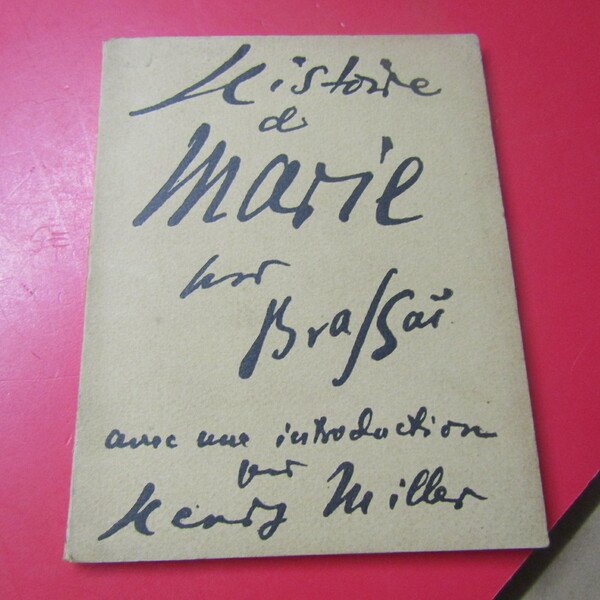 Histoire
de
Marie
par
Brassaï
avec une introduction
par
Henry Miller